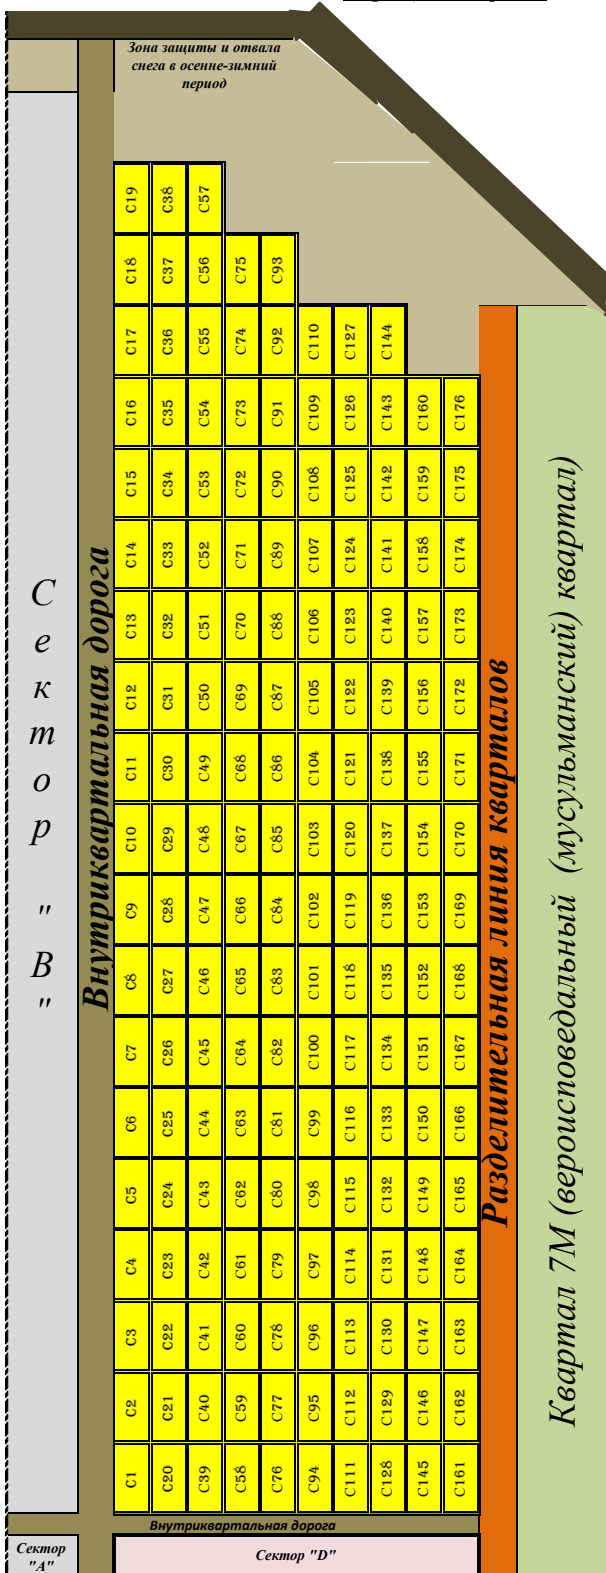 Зона защиты и отвала
снега в осенне-зимний
период
C19 C38 C57
C18 C37 C56 C75 C93
C17 C36 C55 C74 C92 C110 C127 C144
C16 C35 C54 C73 C91 C109 C126 C143 C160 C176
C15 C34 C53 C72 C90 C108 C125 C142 C159 C175
C14 C33 C52 C71 C89 C107 C124 C141 C158 C174
C13 C32 C51 C70 C88 C106 C123 C140 C157 C173
C12 C31 C50 C69 C87 C105 C122 C139 C156 C172
C11 C30 C49 C68 C86 C104 C121 C138 C155 C171
C10 C29 C48 C67 C85 C103 C120 C137 C154 C170
C9 C28 C47 C66 C84 C102 C119 C136 C153 C169
C8 C27 C46 C65 C83 C101 C118 C135 C152 C168
C7 C26 C45 C64 C82 C100 C117 C134 C151 C167
C6 C25 C44 C63 C81 C99 C116 C133 C150 C166
C5 C24 C43 C62 C80 C98 C115 C132 C149 C165
C4 C23 C42 C61 C79 C97 C114 C131 C148 C164
C3 C22 C41 C60 C78 C96 C113 C130 C147 C163
C2 C21 C40 C59 C77 C95 C112 C129 C146 C162
C1 C20 C39 C58 C76 C94 C111 C128 C145 C161
Сектор "В"
Внутриквартальная дорога
Разделительная линия кварталов
Квартал 7М (вероисповедальный (мусульманский) квартал)
Внутриквартальная дорога
Сектор
"А"
Сектор "D"